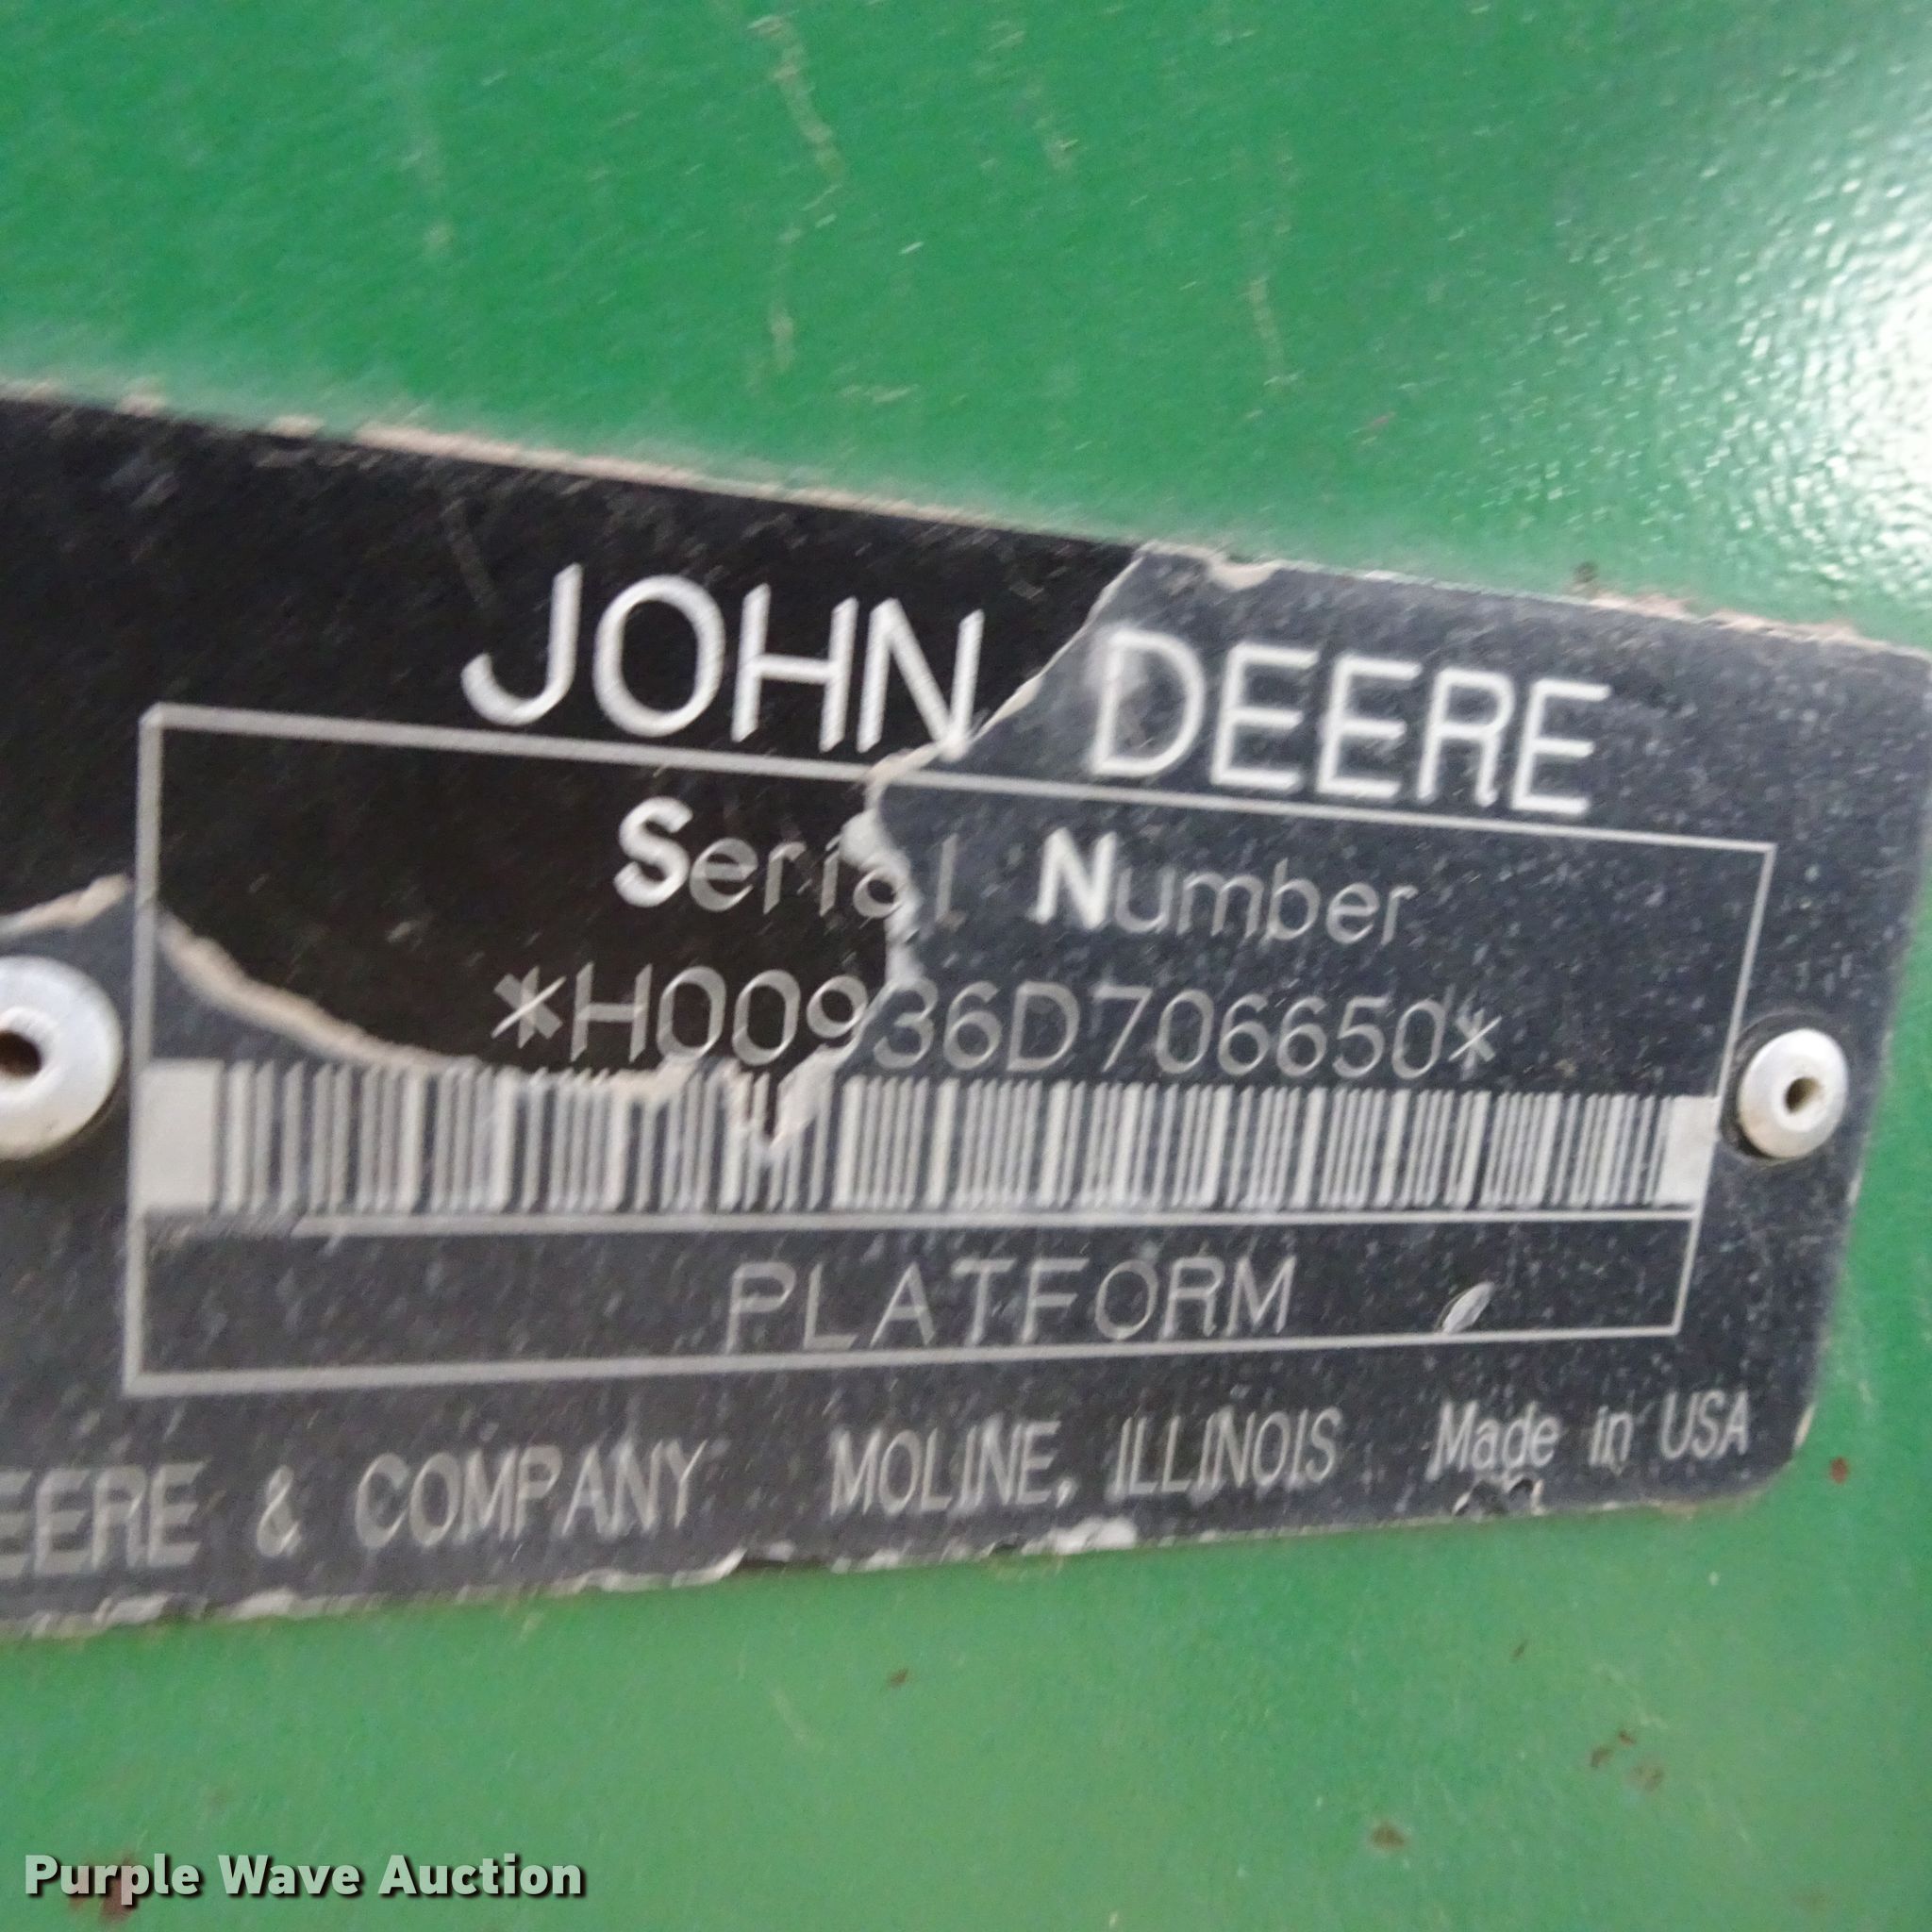 JOHN DEERE
Serial Number
*H00936D706650*
PLATFORM
EERE & COMPANY MOLINE, ILLINOIS Made in USA
Purple Wave Auction